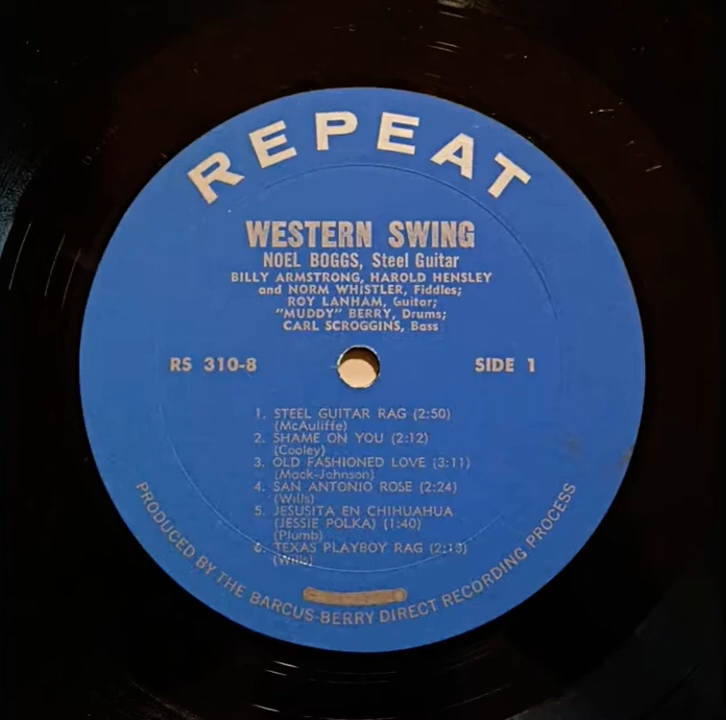 REPEAT
WESTERN SWING
NOEL BOGGS, Steel Guitar
BILLY ARMSTRONG, HAROLD HENSLEY
and NORM WHISTLER, Fiddles;
ROY LANHAM, Guitar;
"MUDDY" BERRY, Drums;
CARL SCROGGINS, Bass
RS 310-8 SIDE 1
1. STEEL GUITAR RAG (2:50)
(McAuliffe)
2. SHAME ON YOU (2:12)
(Cooley)
3. OLD FASHIONED LOVE (3:11)
(Mack-Johnson)
4. SAN ANTONIO ROSE (2:24)
(Wills)
5. JESUSITA EN CHIHUAHUA
(JESSIE POLKA) (1:40)
(Plumb)
6. TEXAS PLAYBOY RAG
(Wills)
PRODUCED BY THE BARCUS-BERRY DIRECT RECORDING PROCESS